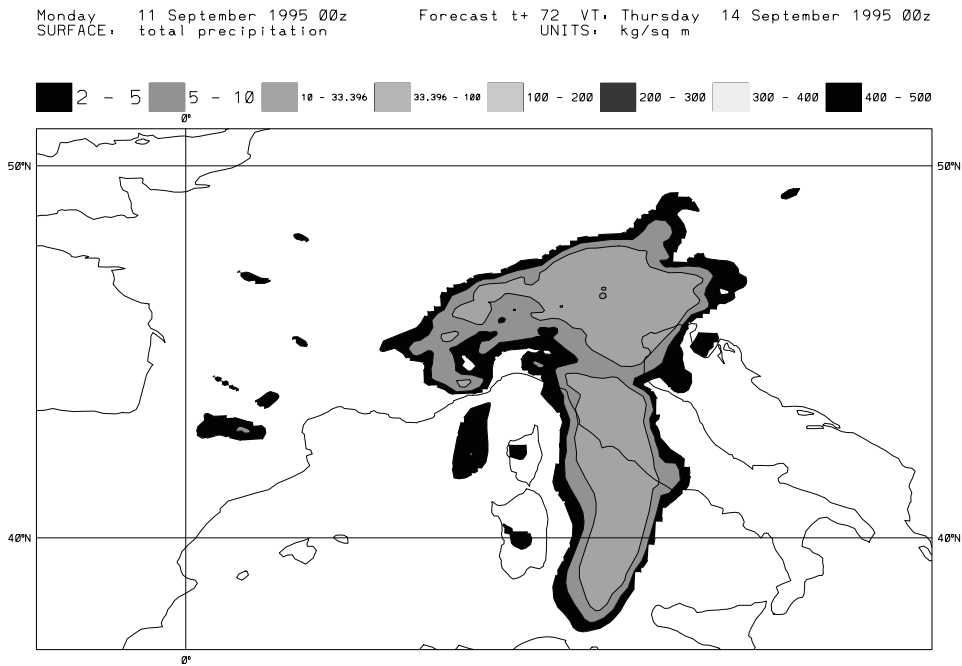 Monday 11 September 1995 00z Forecast t+ 72 VT: Thursday 14 September 1995 00z
SURFACE: total precipitation UNITS: kg/sq m
2 - 5 5 - 10 10 - 33.396 33.396 - 100 100 - 200 200 - 300 300 - 400 400 - 500
0°
50°N 50°N
40°N 40°N
0°